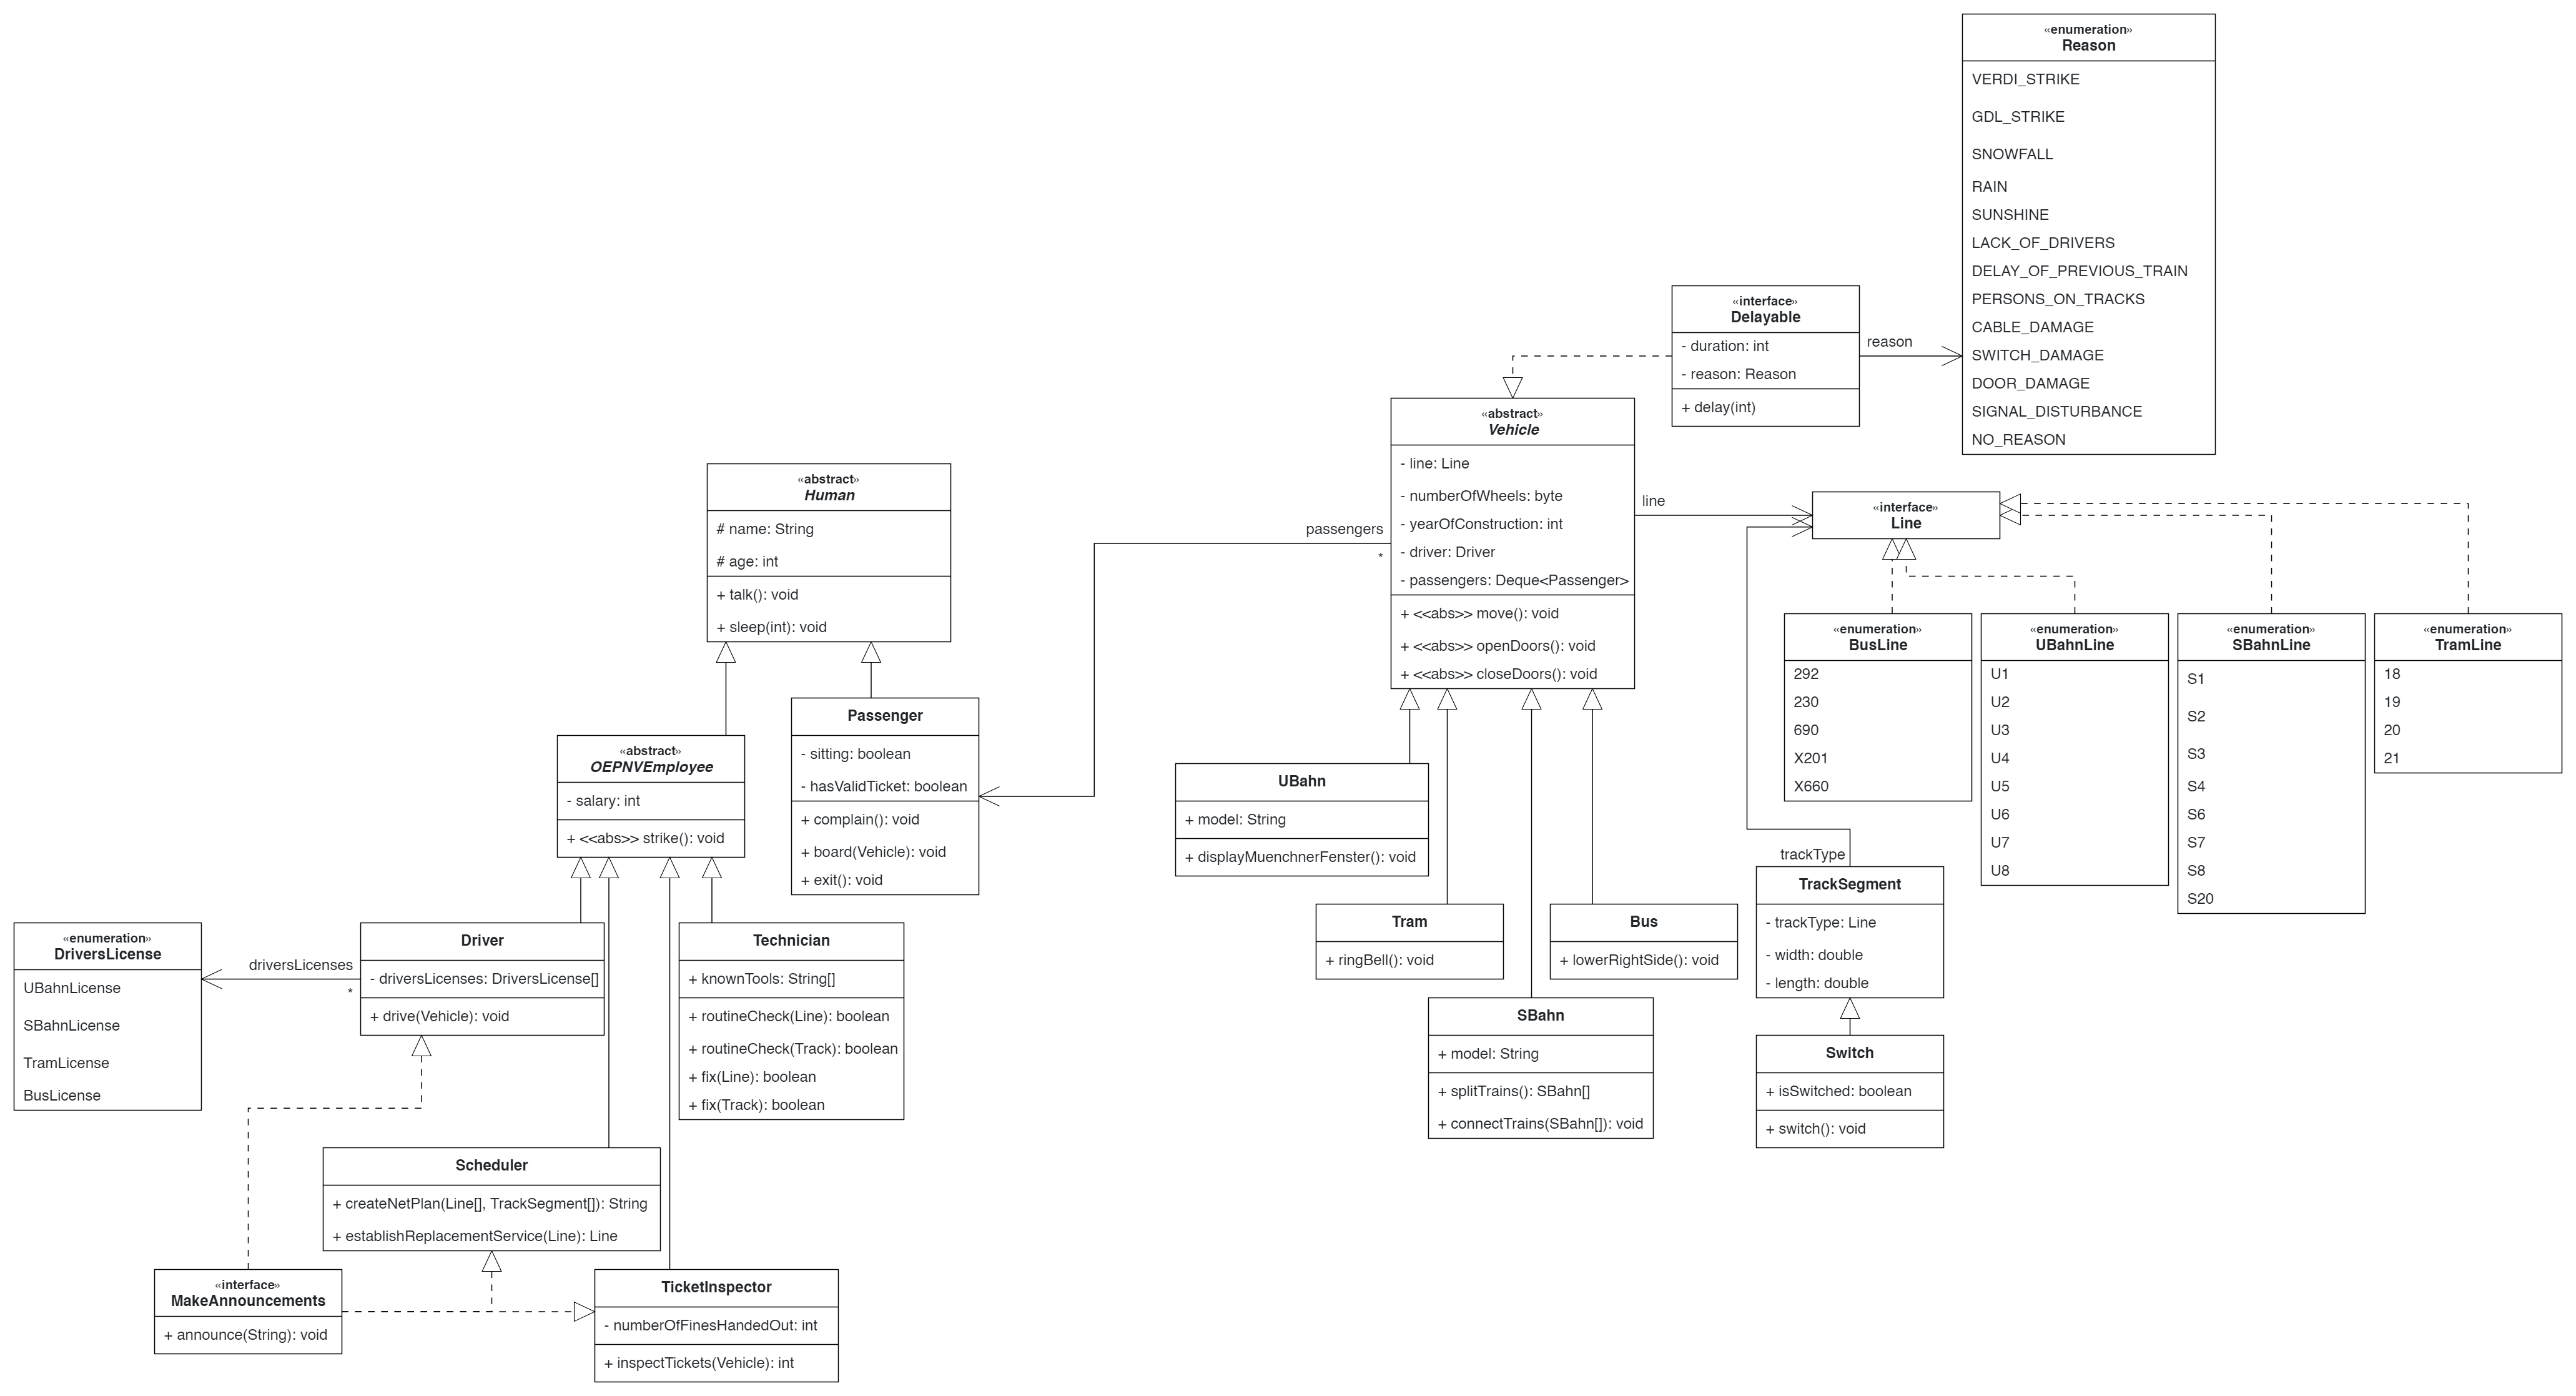 «enumeration»
Reason
VERDI_STRIKE
GDL_STRIKE
SNOWFALL
RAIN
SUNSHINE
LACK_OF_DRIVERS
DELAY_OF_PREVIOUS_TRAIN
PERSONS_ON_TRACKS
CABLE_DAMAGE
SWITCH_DAMAGE
DOOR_DAMAGE
SIGNAL_DISTURBANCE
NO_REASON
«interface»
Delayable
- duration: int
- reason: Reason
+ delay(int)
reason
«abstract»
Vehicle
- line: Line
- numberOfWheels: byte
- yearOfConstruction: int
- driver: Driver
- passengers: Deque<Passenger>
+ <<abs>> move(): void
+ <<abs>> openDoors(): void
+ <<abs>> closeDoors(): void
line
passengers
*
«interface»
Line
«abstract»
Human
# name: String
# age: int
+ talk(): void
+ sleep(int): void
«enumeration»
BusLine
292
230
690
X201
X660
«enumeration»
UBahnLine
U1
U2
U3
U4
U5
U6
U7
U8
«enumeration»
SBahnLine
S1
S2
S3
S4
S6
S7
S8
S20
«enumeration»
TramLine
18
19
20
21
Passenger
- sitting: boolean
- hasValidTicket: boolean
+ complain(): void
+ board(Vehicle): void
+ exit(): void
«abstract»
OEPNVEmployee
- salary: int
+ <<abs>> strike(): void
UBahn
+ model: String
+ displayMuenchnerFenster(): void
trackType
TrackSegment
- trackType: Line
- width: double
- length: double
Tram
+ ringBell(): void
Bus
+ lowerRightSide(): void
«enumeration»
DriversLicense
UBahnLicense
SBahnLicense
TramLicense
BusLicense
driversLicenses
*
Driver
- driversLicenses: DriversLicense[]
+ drive(Vehicle): void
Technician
+ knownTools: String[]
+ routineCheck(Line): boolean
+ routineCheck(Track): boolean
+ fix(Line): boolean
+ fix(Track): boolean
SBahn
+ model: String
+ splitTrains(): SBahn[]
+ connectTrains(SBahn[]): void
Switch
+ isSwitched: boolean
+ switch(): void
Scheduler
+ createNetPlan(Line[], TrackSegment[]): String
+ establishReplacementService(Line): Line
«interface»
MakeAnnouncements
+ announce(String): void
TicketInspector
- numberOfFinesHandedOut: int
+ inspectTickets(Vehicle): int